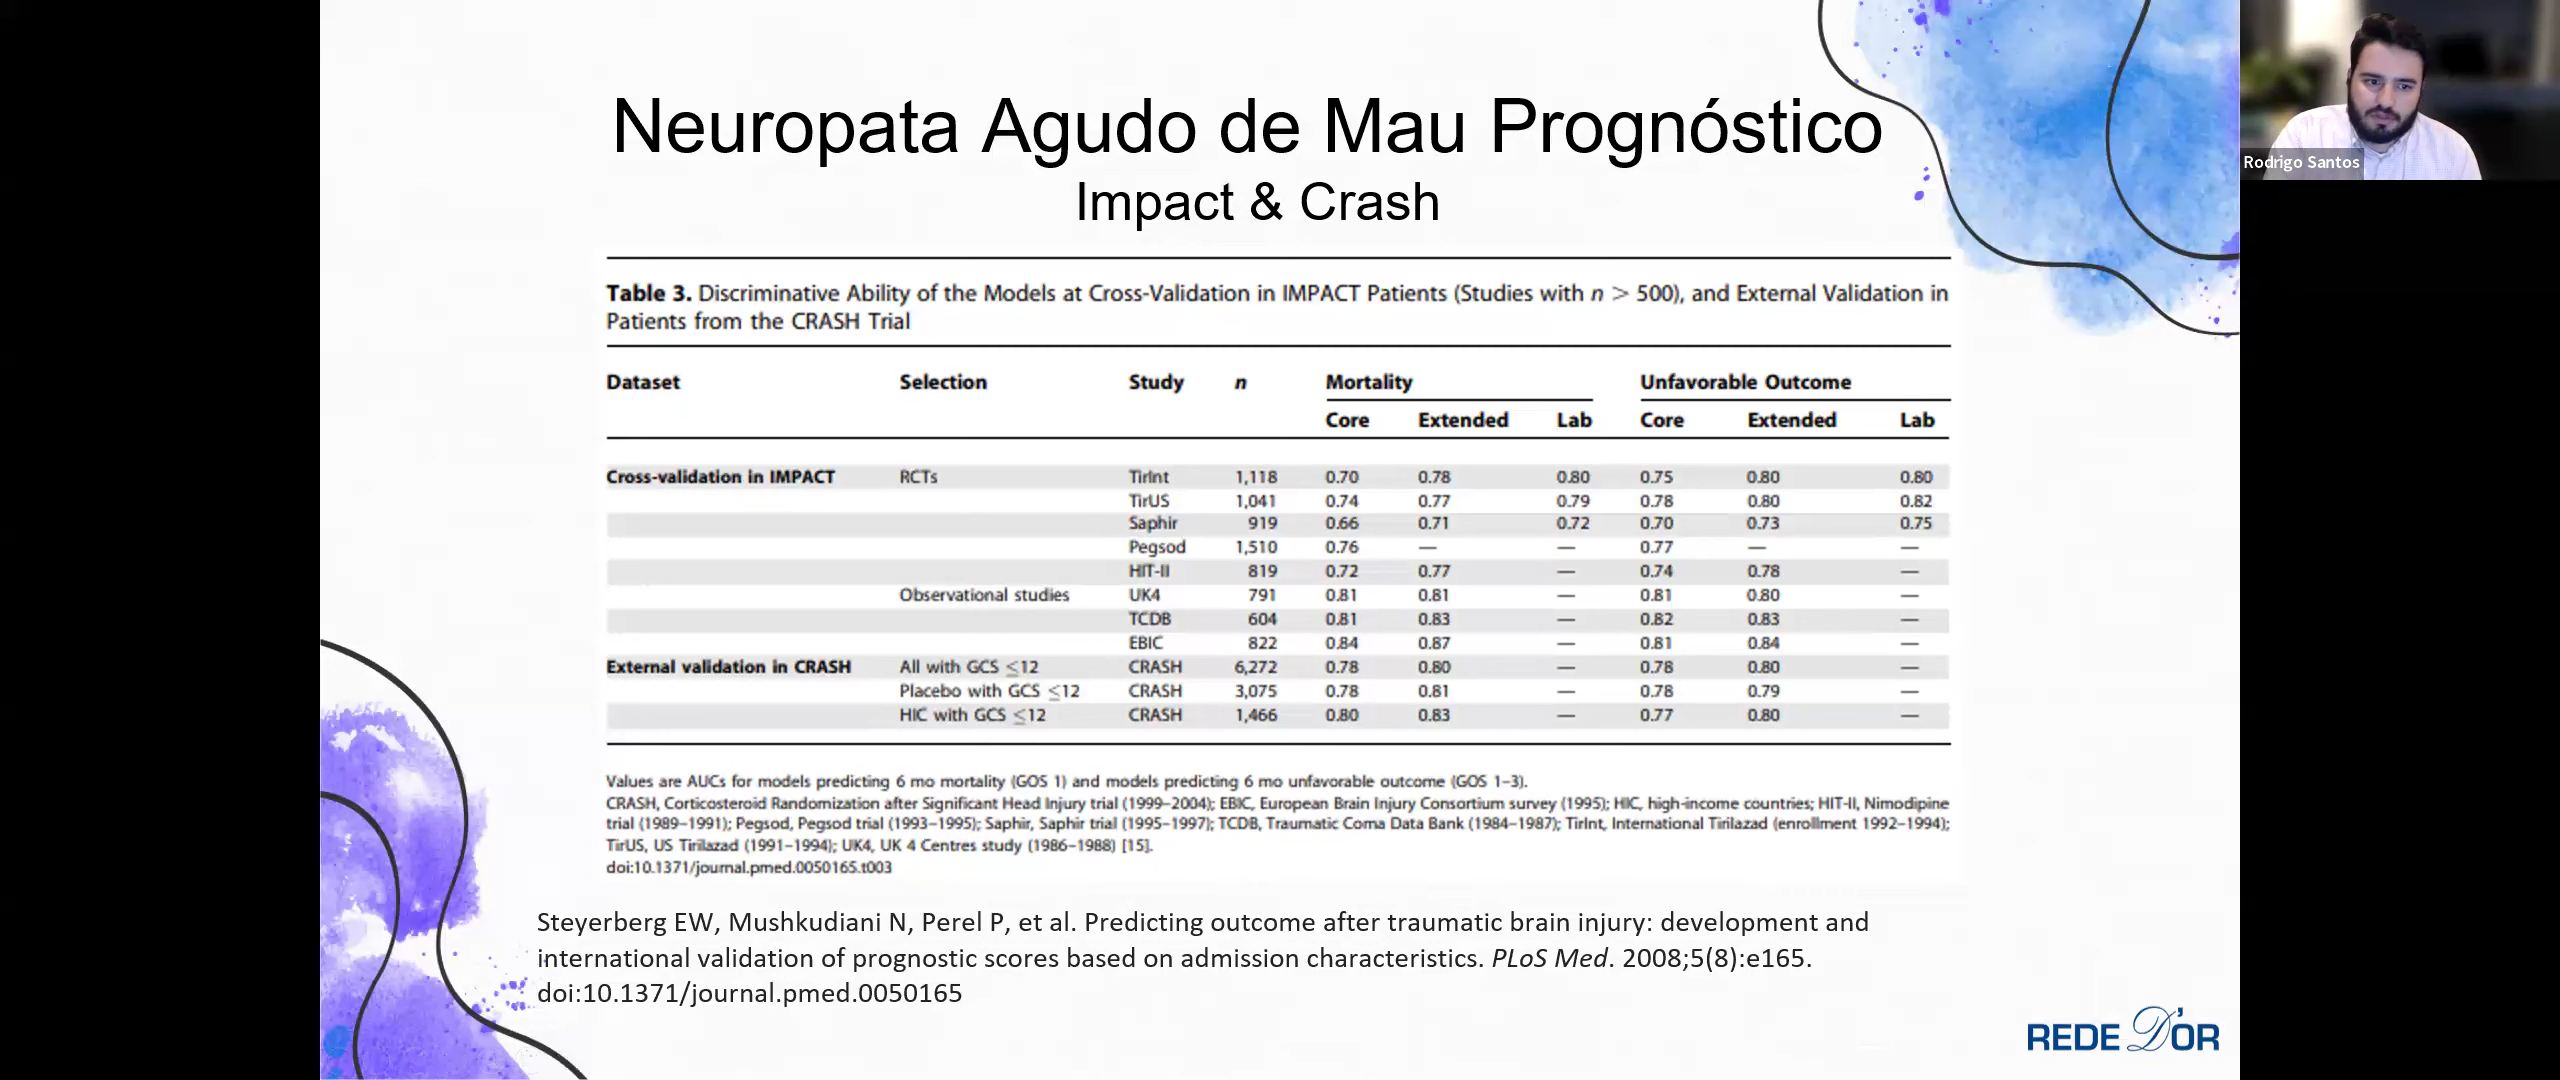 Neuropata Agudo de Mau Prognóstico
Impact & Crash
Rodrigo Santos
Table 3. Discriminative Ability of the Models at Cross-Validation in IMPACT Patients (Studies with n > 500), and External Validation in
Patients from the CRASH Trial
Dataset Selection Study n Mortality Unfavorable Outcome
Core Extended Lab Core Extended Lab
Cross-validation in IMPACT RCTs TirInt 1,118 0.70 0.78 0.80 0.75 0.80 0.80
TirUS 1,041 0.74 0.77 0.79 0.78 0.80 0.82
Saphir 919 0.66 0.71 0.72 0.70 0.73 0.75
Pegsod 1,510 0.76 — — 0.77 — —
HIT-II 819 0.72 0.77 — 0.74 0.78 —
Observational studies UK4 791 0.81 0.81 — 0.81 0.80 —
TCDB 604 0.81 0.83 — 0.82 0.83 —
EBIC 822 0.84 0.87 — 0.81 0.84 —
External validation in CRASH All with GCS ≤12 CRASH 6,272 0.78 0.80 — 0.78 0.80 —
Placebo with GCS ≤12 CRASH 3,075 0.78 0.81 — 0.78 0.79 —
HIC with GCS ≤12 CRASH 1,466 0.80 0.83 — 0.77 0.80 —
Values are AUCs for models predicting 6 mo mortality (GOS 1) and models predicting 6 mo unfavorable outcome (GOS 1–3).
CRASH, Corticosteroid Randomization after Significant Head Injury trial (1999–2004); EBIC, European Brain Injury Consortium survey (1995); HIC, high-income countries; HIT-II, Nimodipine
trial (1989–1991); Pegsod, Pegsod trial (1993–1995); Saphir, Saphir trial (1995–1997); TCDB, Traumatic Coma Data Bank (1984–1987); TirInt, International Tirilazad (enrollment 1992–1994);
TirUS, US Tirilazad (1991–1994); UK4, UK 4 Centres study (1986–1988) [15].
doi:10.1371/journal.pmed.0050165.t003
Steyerberg EW, Mushkudiani N, Perel P, et al. Predicting outcome after traumatic brain injury: development and
international validation of prognostic scores based on admission characteristics. PLoS Med. 2008;5(8):e165.
doi:10.1371/journal.pmed.0050165
REDE D'OR